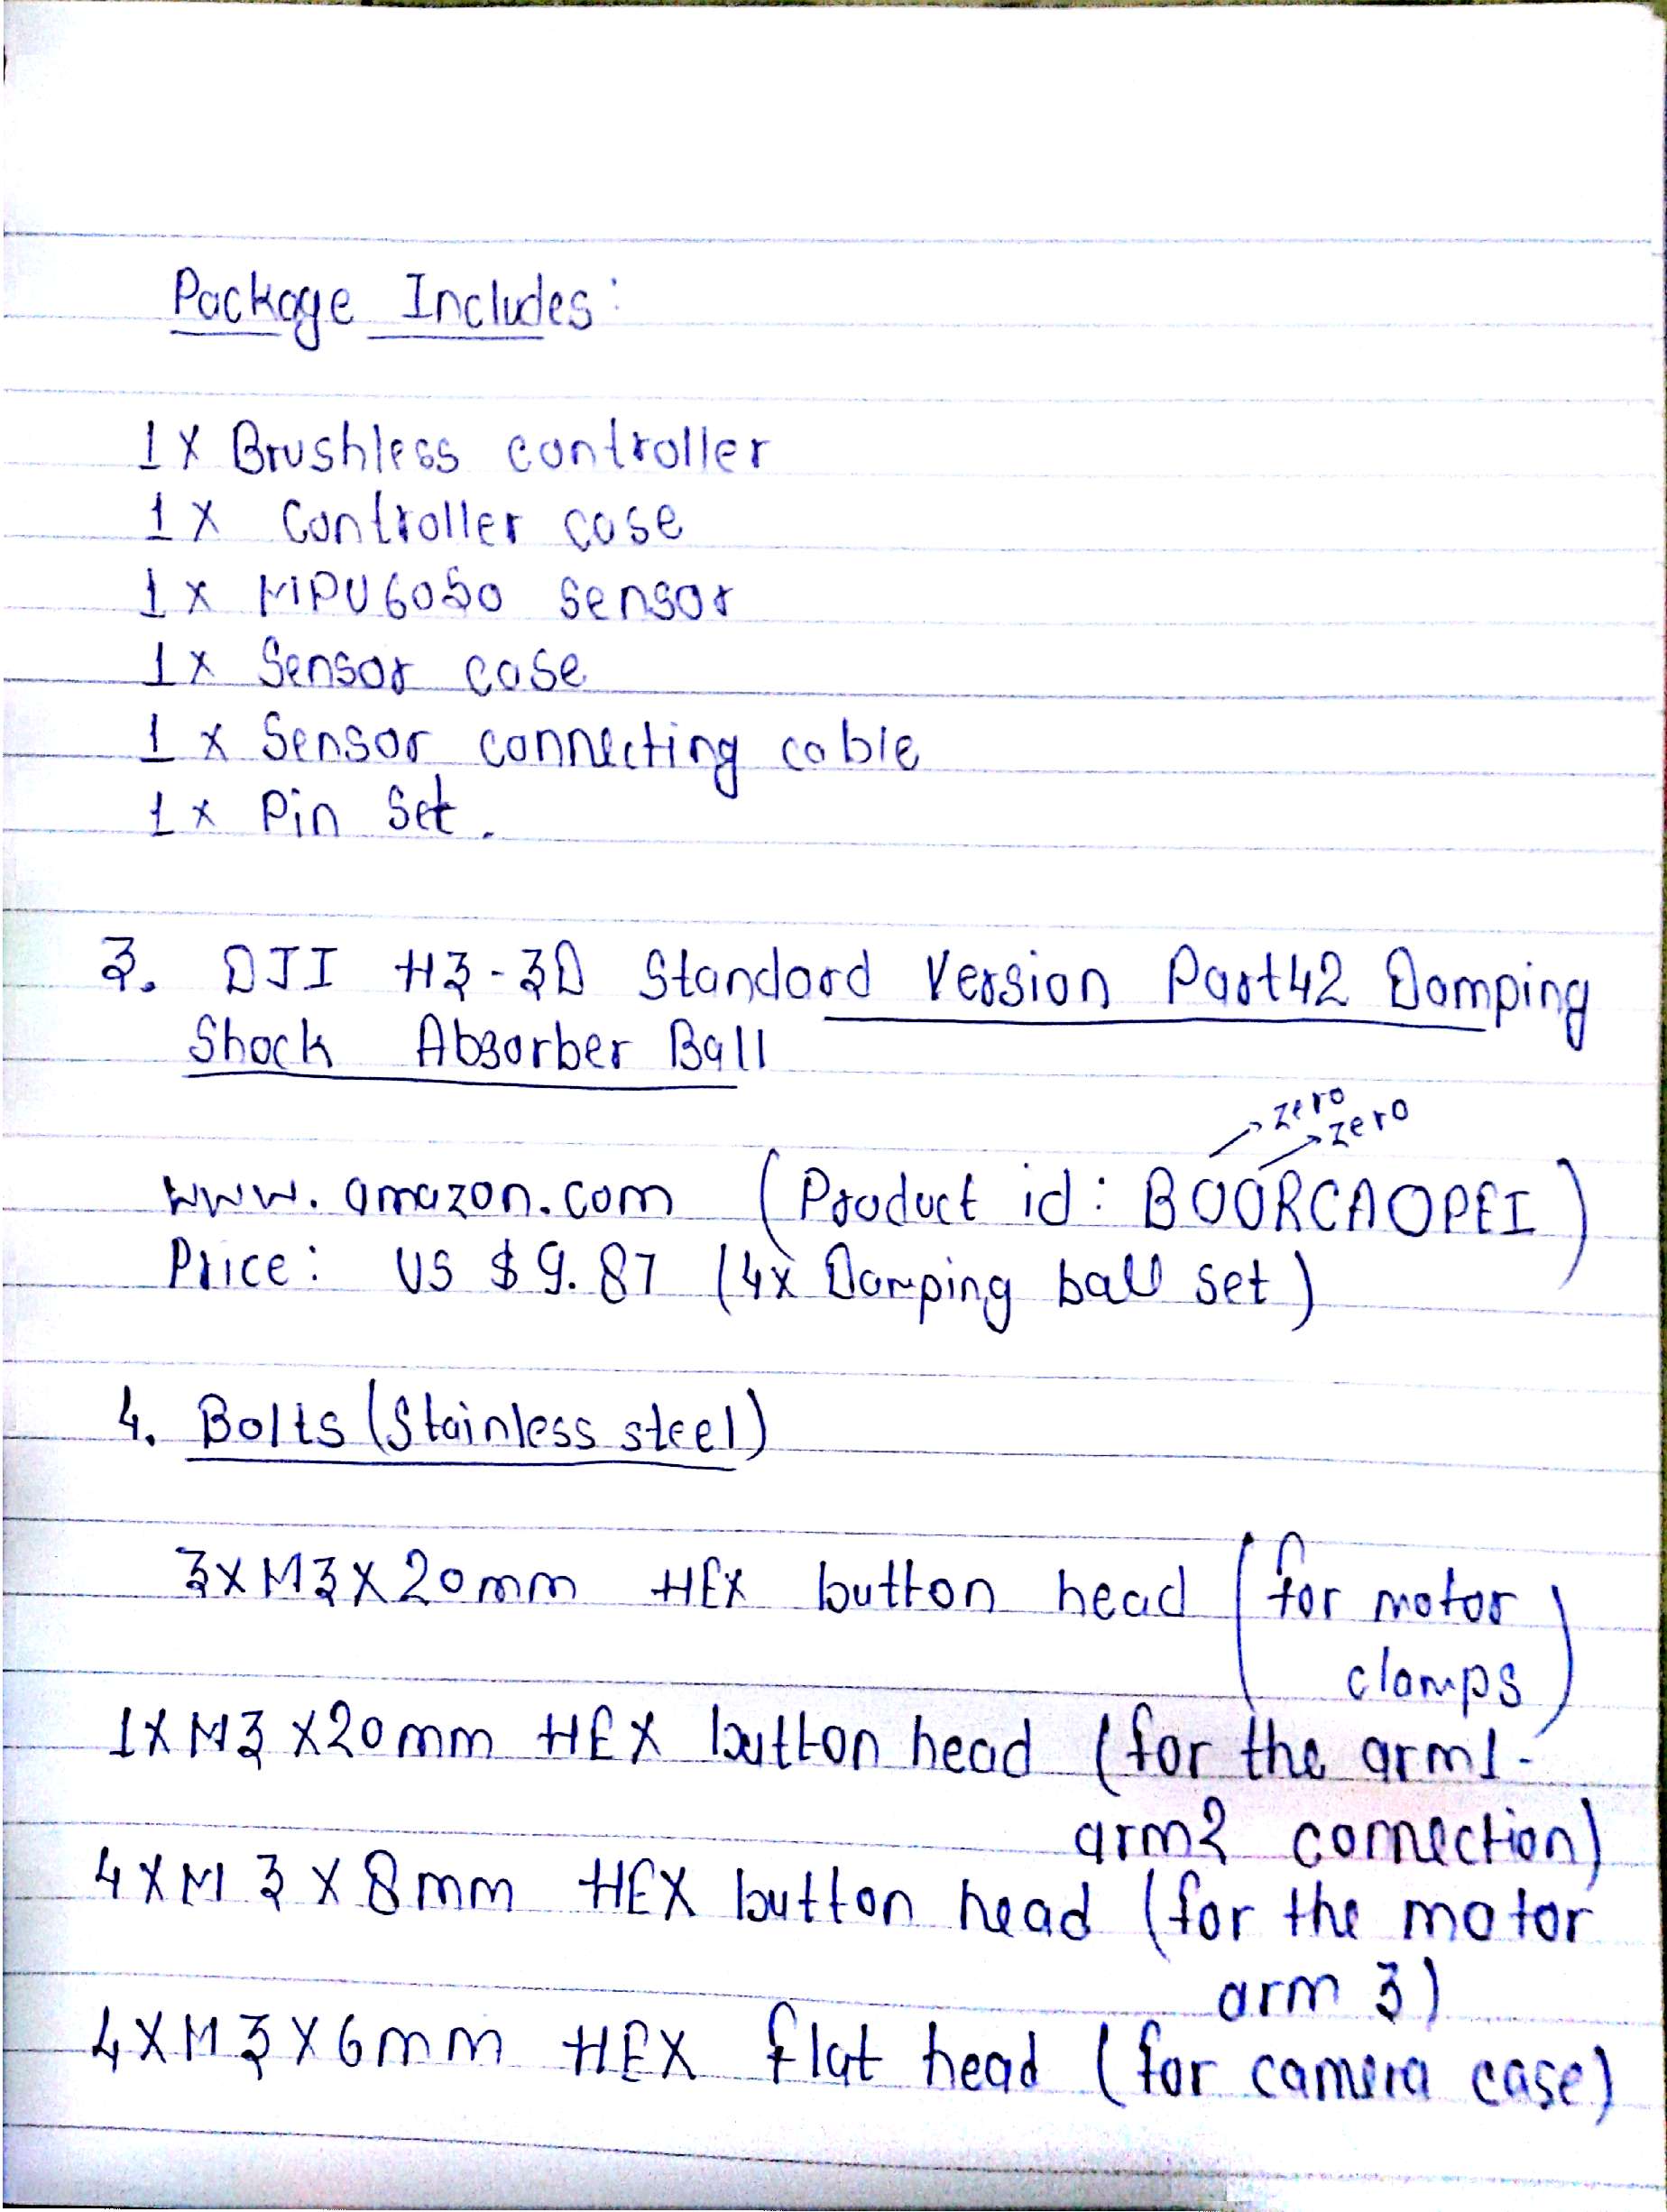 Package Includes:
1X Brushless controller
1X Controller case
1x MPU6050 sensor
1x Sensor case
1x Sensor connecting cable
1x Pin Set.
3. DJI H3-3D Standard Version Part42 Damping
Shock Absorber Ball
zero
zero
www.amazon.com (Product id: B00RCAOPEI)
Price: US $9.87 (4x Damping ball set)
4. Bolts (Stainless steel)
3XM3X20mm HEX button head (for motor
clamps)
1XM3X20mm HEX button head (for the arm1-
arm2 connection)
4XM3X8mm HEX button head (for the motor
arm 3)
4XM3X6mm HEX flat head (for camera case)